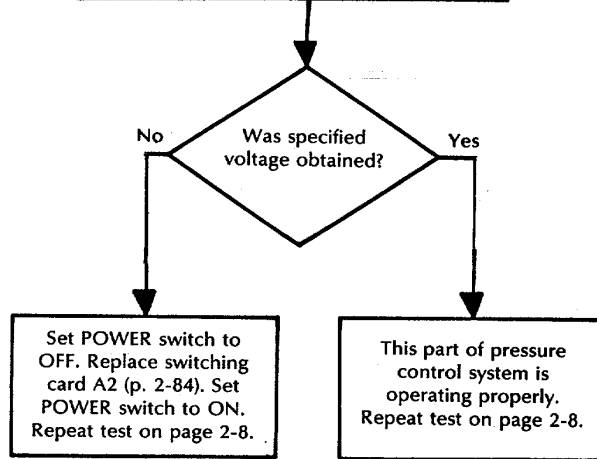 Was specified
voltage obtained?
No
Yes
Set POWER switch to
OFF. Replace switching
card A2 (p. 2-84). Set
POWER switch to ON.
Repeat test on page 2-8.
This part of pressure
control system is
operating properly.
Repeat test on page 2-8.